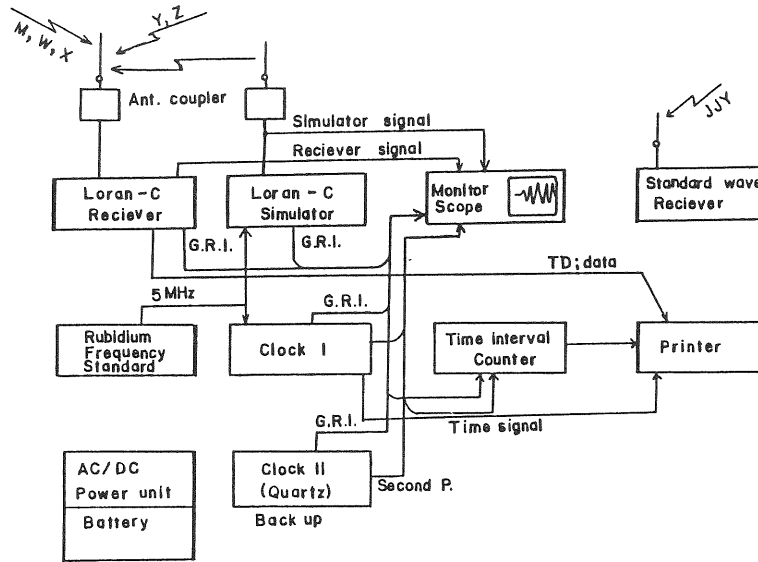 M, W, X
Y, Z
Ant. coupler
JJY
Simulator signal
Reciever signal
Loran-C
Reciever
Loran-C
Simulator
Monitor
Scope
Standard wave
Reciever
G.R.I.
G.R.I.
TD;data
5MHz
G.R.I.
Rubidium
Frequency
Standard
Clock I
Time interval
Counter
Printer
G.R.I.
Time signal
AC/DC
Power unit
Battery
Clock II
(Quartz)
Second P.
Back up